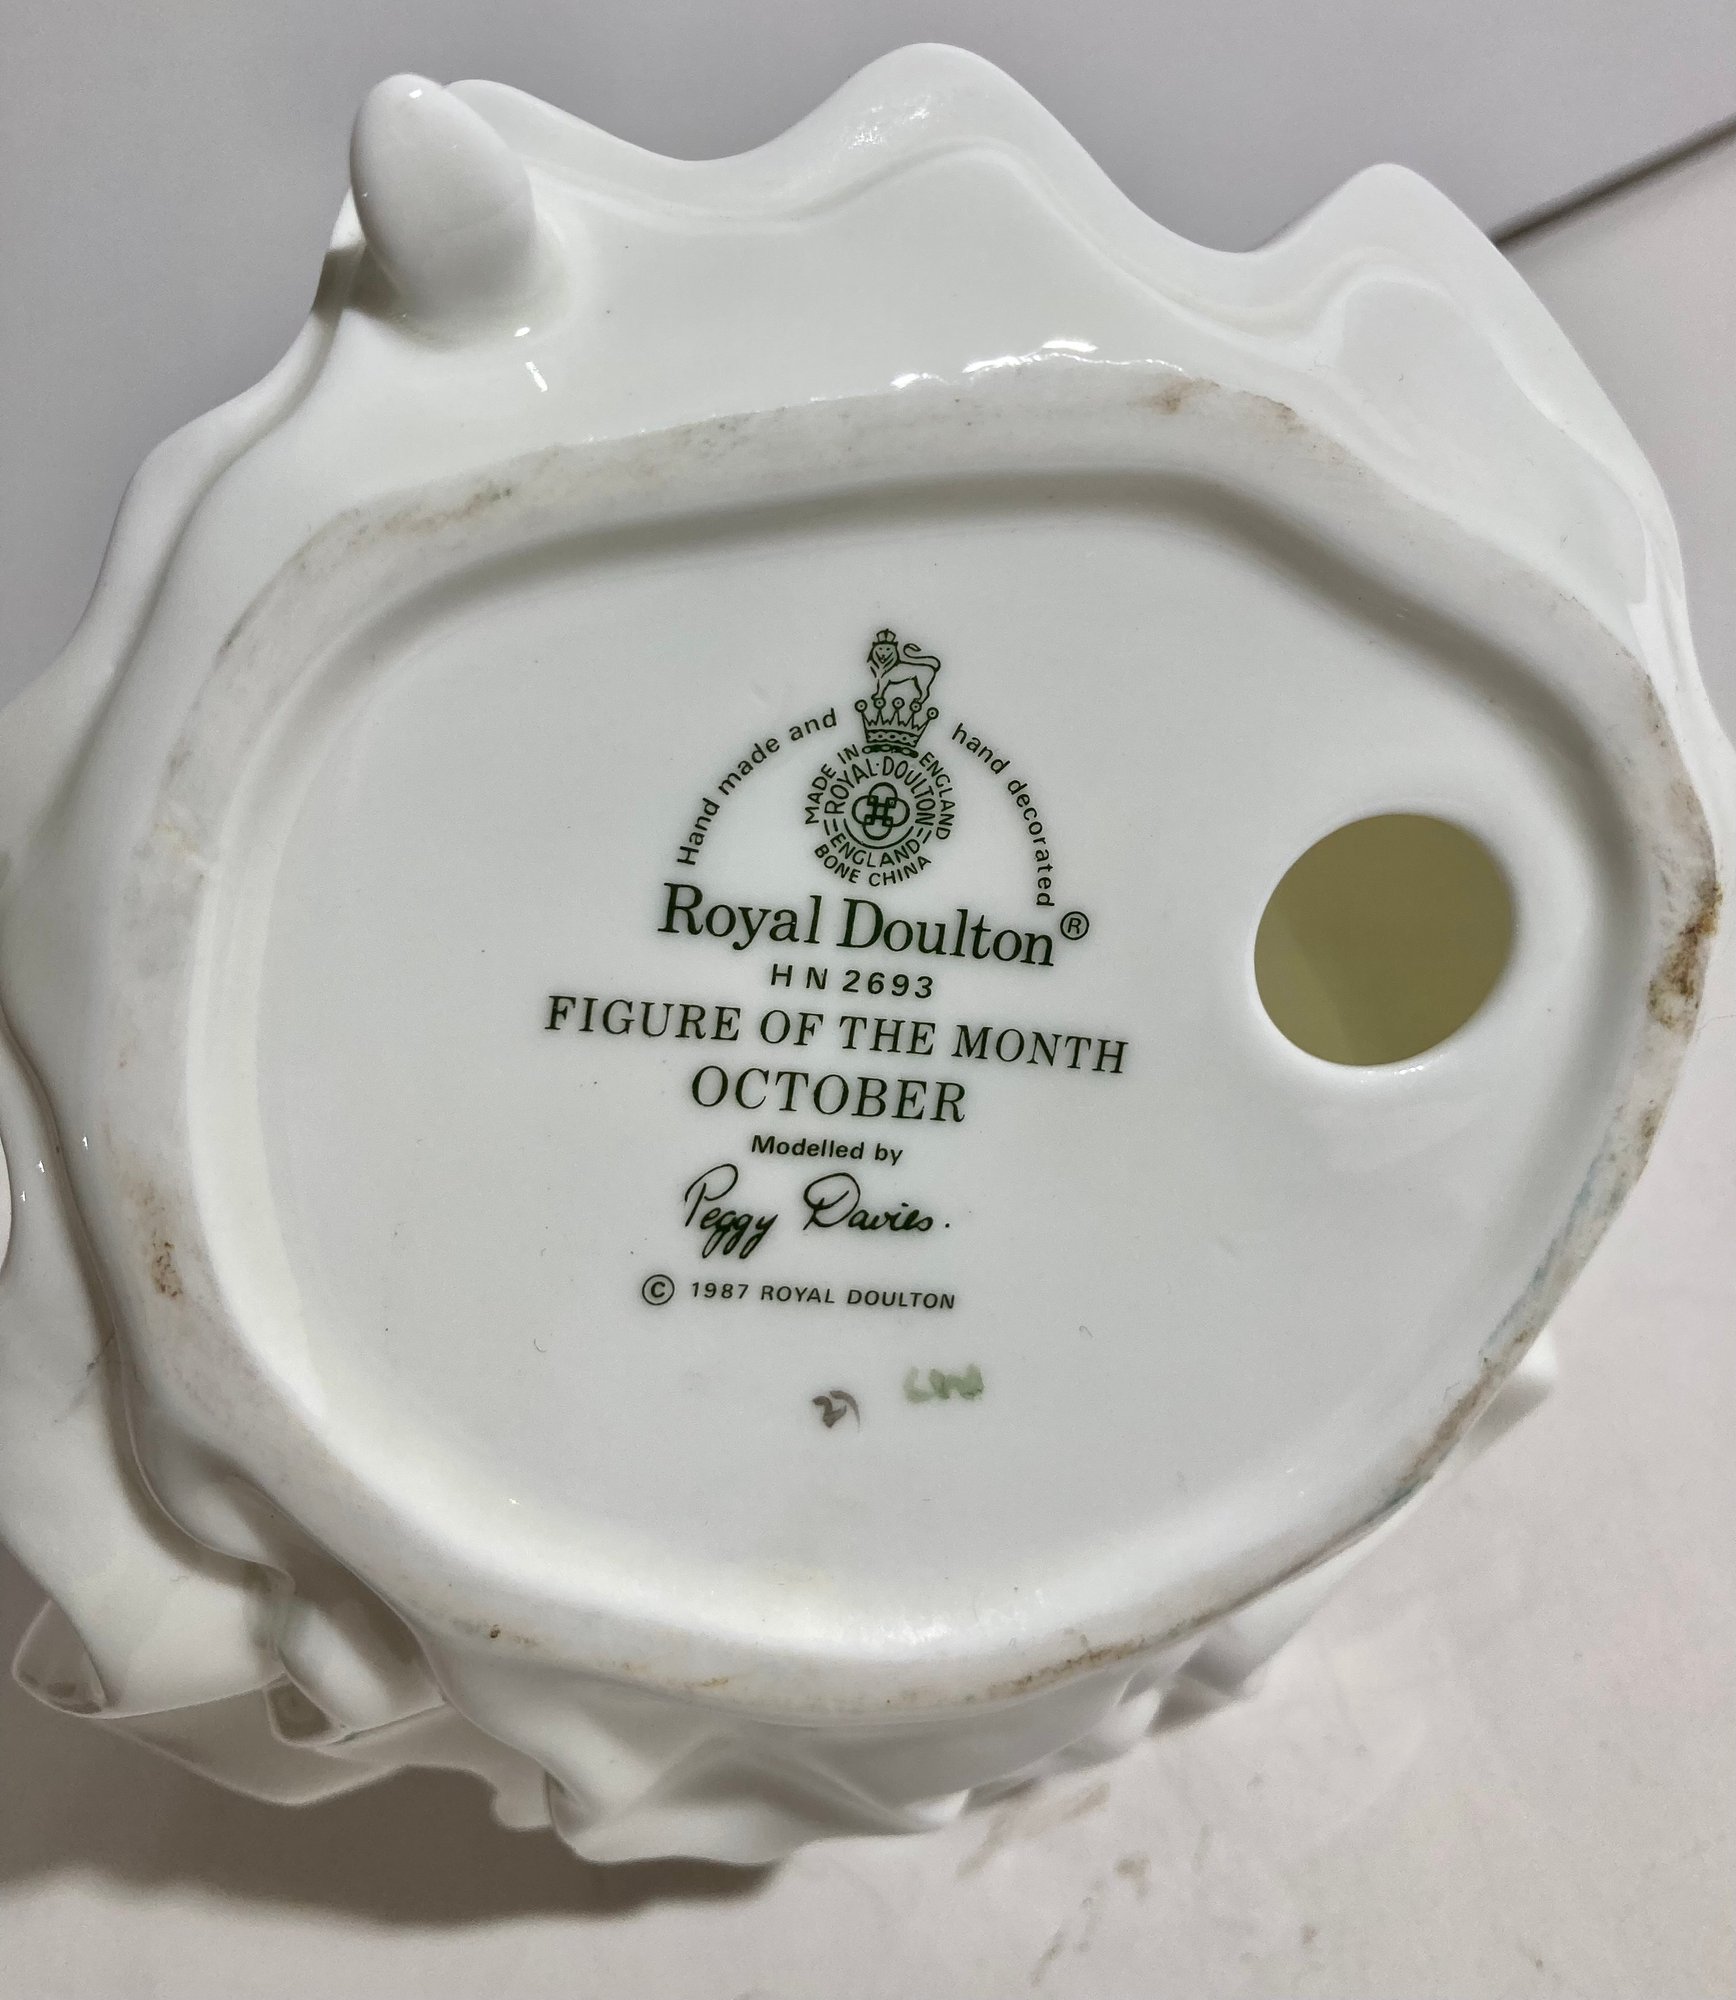 Hand made and hand decorated
MADE IN ENGLAND
ROYAL·DOULTON
ENGLAND
BONE CHINA
Royal Doulton®
HN 2693
FIGURE OF THE MONTH
OCTOBER
Modelled by
Peggy Davies.
© 1987 ROYAL DOULTON